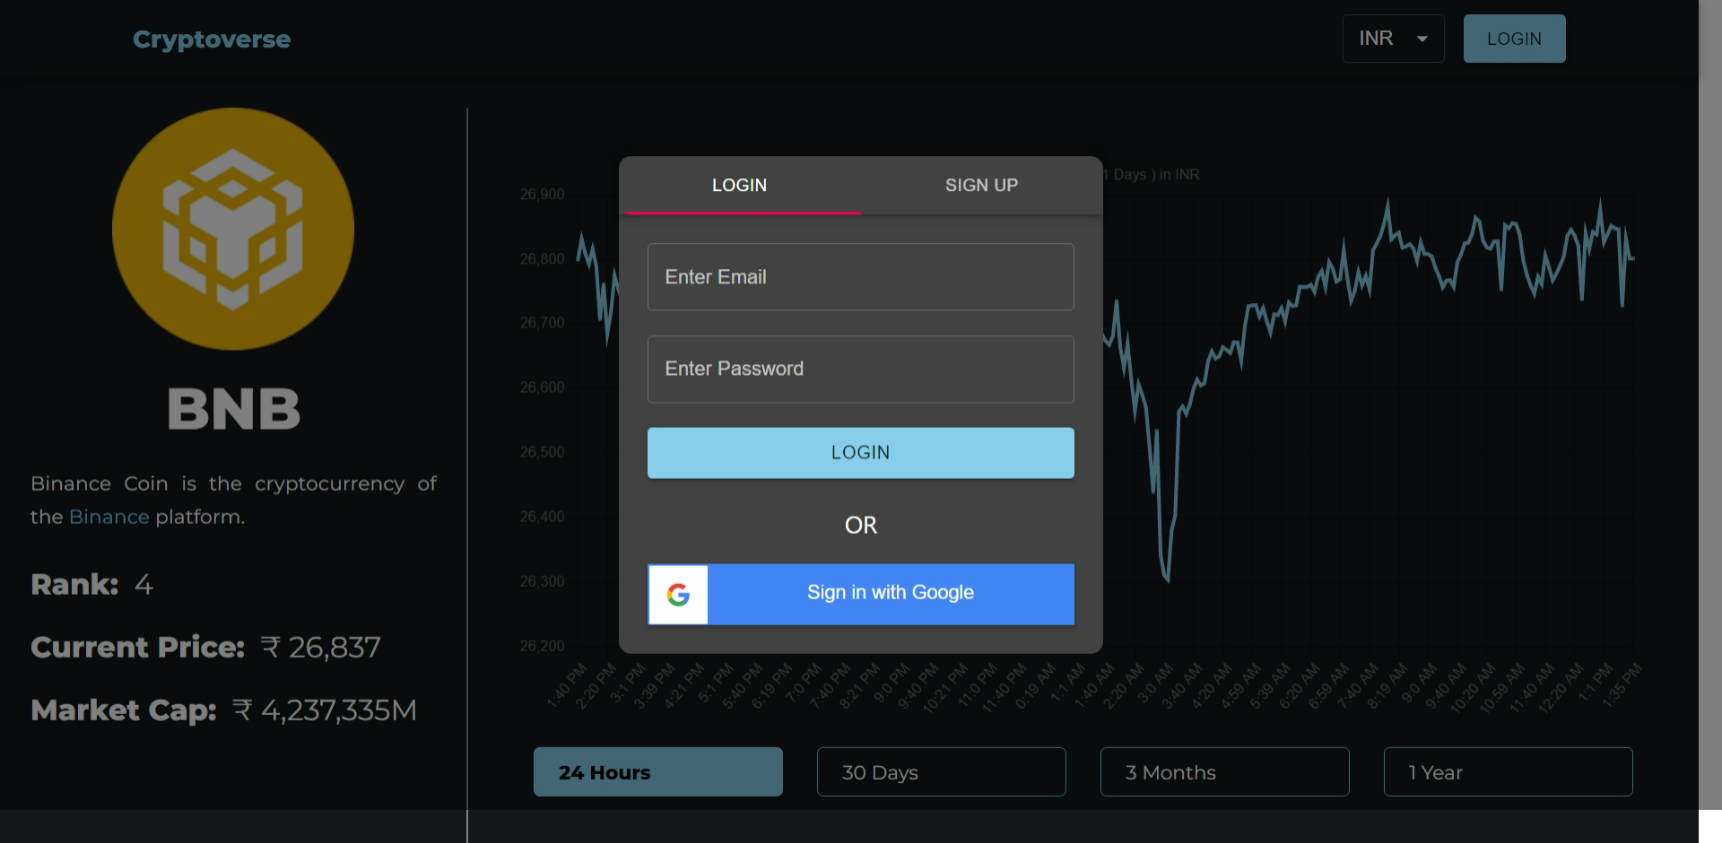 Cryptoverse
INR
LOGIN
BNB
Binance Coin is the cryptocurrency of
the Binance platform.
Rank: 4
Current Price: ₹ 26,837
Market Cap: ₹ 4,237,335M
LOGIN
SIGN UP
Enter Email
Enter Password
LOGIN
OR
Sign in with Google
1 Days ) in INR
26,900
26,800
26,700
26,600
26,500
26,400
26,300
26,200
1:40 PM
2:20 PM
3:1 PM
3:39 PM
4:21 PM
5:1 PM
5:40 PM
6:19 PM
7:0 PM
7:40 PM
8:21 PM
9:0 PM
9:40 PM
10:21 PM
11:0 PM
11:40 PM
0:19 AM
1:1 AM
1:40 AM
2:20 AM
3:0 AM
3:40 AM
4:20 AM
4:59 AM
5:39 AM
6:20 AM
6:59 AM
7:40 AM
8:19 AM
9:0 AM
9:40 AM
10:20 AM
10:59 AM
11:40 AM
12:20 AM
1:1 PM
1:35 PM
24 Hours
30 Days
3 Months
1 Year